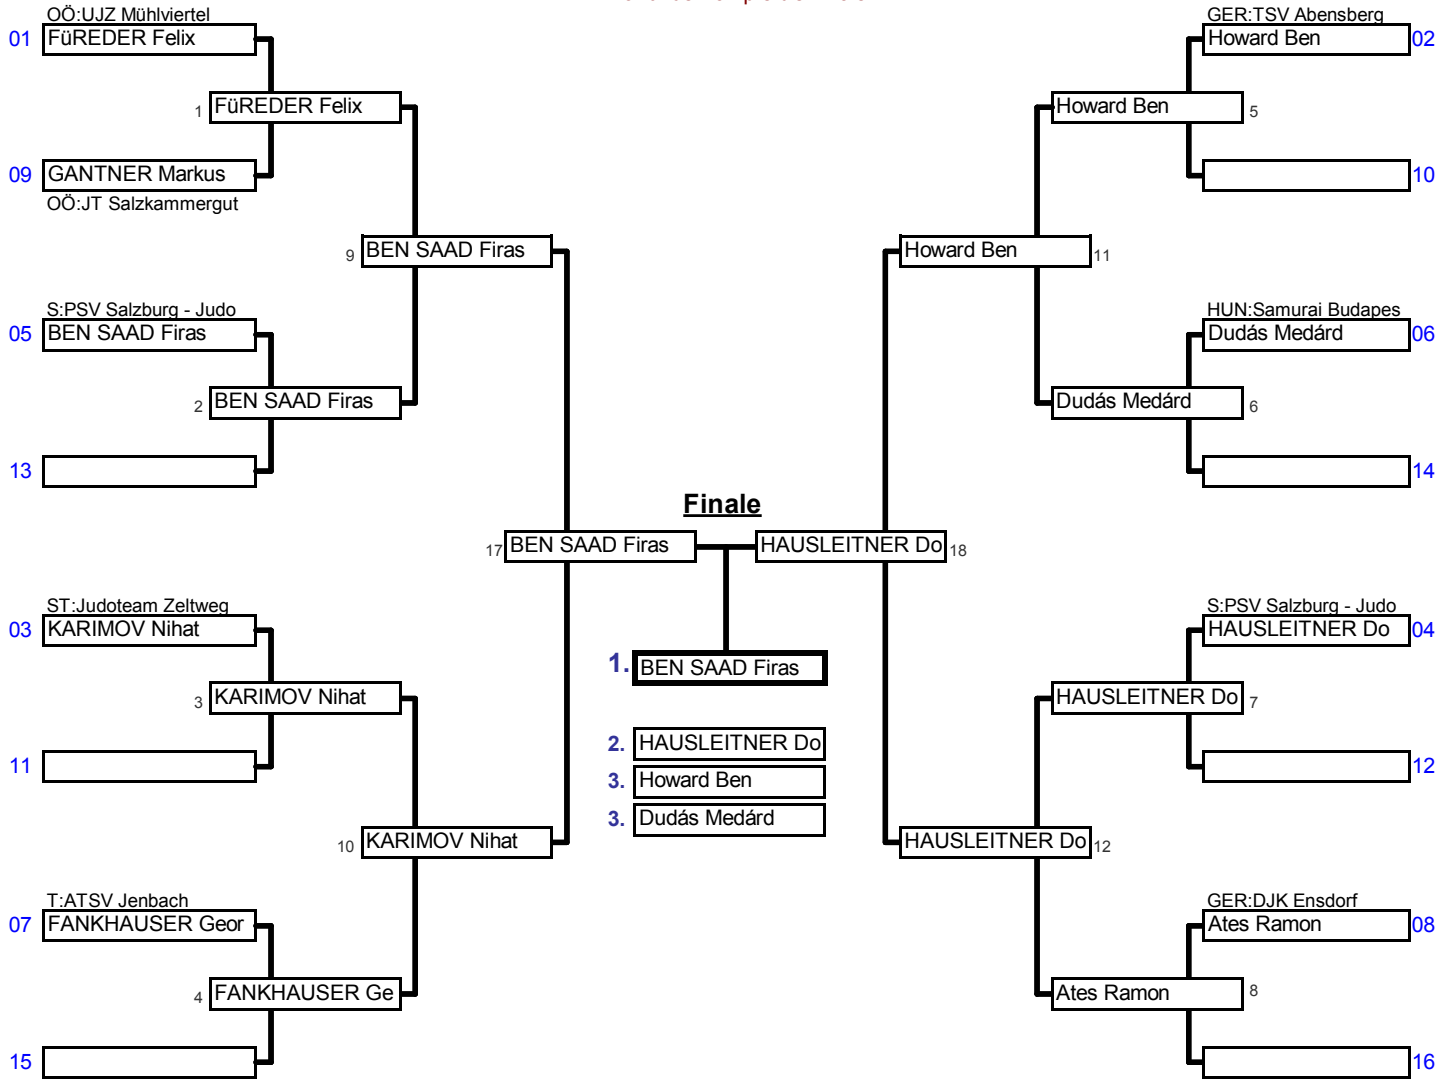 OÖ:UJZ Mühlviertel
01 FüREDER Felix
1 FüREDER Felix
09 GANTNER Markus
OÖ:JT Salzkammergut
9 BEN SAAD Firas
S:PSV Salzburg - Judo
05 BEN SAAD Firas
2 BEN SAAD Firas
13
17 BEN SAAD Firas
ST:Judoteam Zeltweg
03 KARIMOV Nihat
3 KARIMOV Nihat
11
10 KARIMOV Nihat
T:ATSV Jenbach
07 FANKHAUSER Geor
4 FANKHAUSER Ge
15
Finale
1. BEN SAAD Firas
2. HAUSLEITNER Do
3. Howard Ben
3. Dudás Medárd
GER:TSV Abensberg
Howard Ben 02
Howard Ben 5
10
Howard Ben 11
HUN:Samurai Budapes
Dudás Medárd 06
Dudás Medárd 6
14
HAUSLEITNER Do 18
S:PSV Salzburg - Judo
HAUSLEITNER Do 04
HAUSLEITNER Do 7
12
HAUSLEITNER Do 12
GER:DJK Ensdorf
Ates Ramon 08
Ates Ramon 8
16